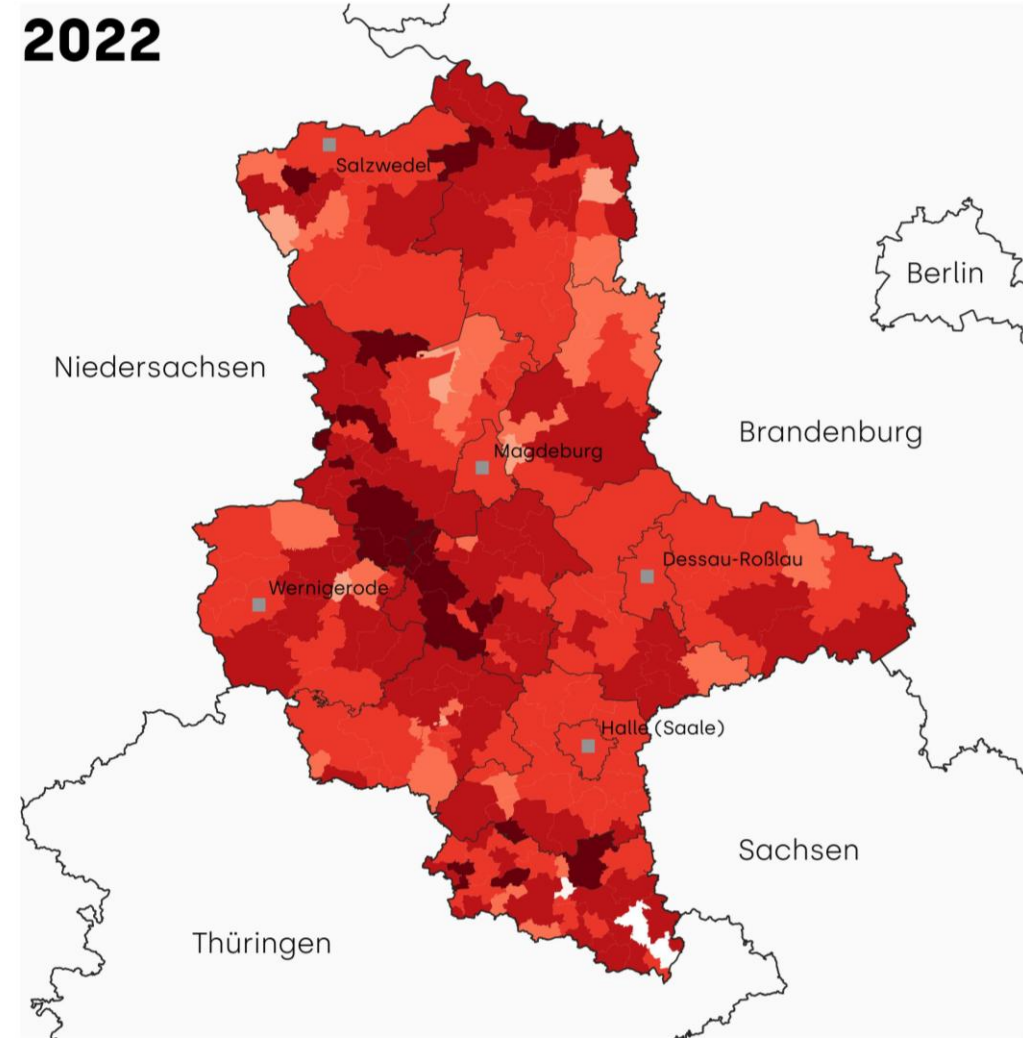 2022
Salzwedel
Berlin
Niedersachsen
Brandenburg
Magdeburg
Dessau-Roßlau
Wernigerode
Halle (Saale)
Sachsen
Thüringen